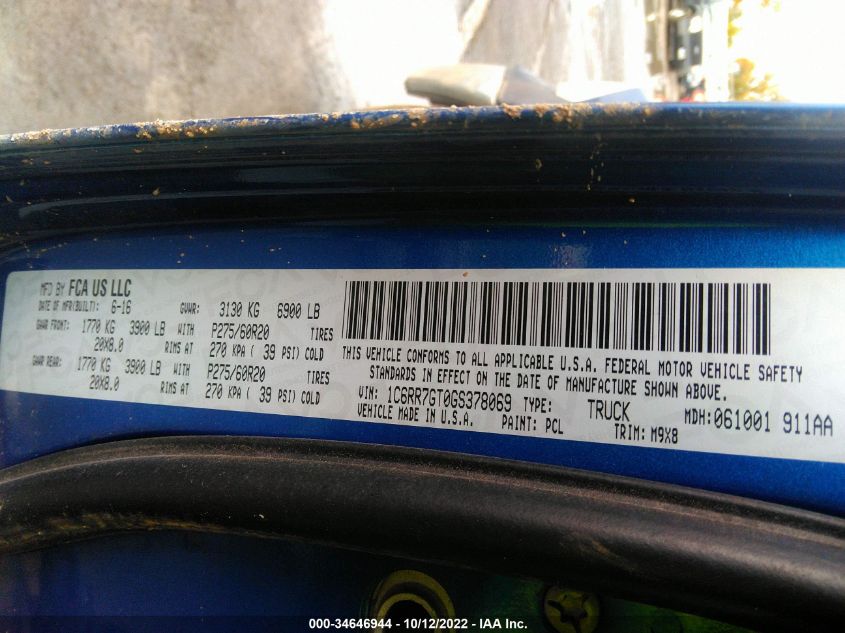 MFD BY FCA US LLC
DATE OF MFR(BUILT): 6-16 GVWR: 3130 KG 6900 LB
GAWR FRONT: 1770 KG 3900 LB WITH P275/60R20 TIRES
20X8.0 RIMS AT 270 KPA ( 39 PSI) COLD
GAWR REAR: 1770 KG 3900 LB WITH P275/60R20 TIRES
20X8.0 RIMS AT 270 KPA ( 39 PSI) COLD
THIS VEHICLE CONFORMS TO ALL APPLICABLE U.S.A. FEDERAL MOTOR VEHICLE SAFETY
STANDARDS IN EFFECT ON THE DATE OF MANUFACTURE SHOWN ABOVE.
VIN: 1C6RR7GT0GS378069 TYPE: TRUCK MDH: 061001 911AA
VEHICLE MADE IN U.S.A. PAINT: PCL TRIM: M9X8
000-34646944 - 10/12/2022 - IAA Inc.